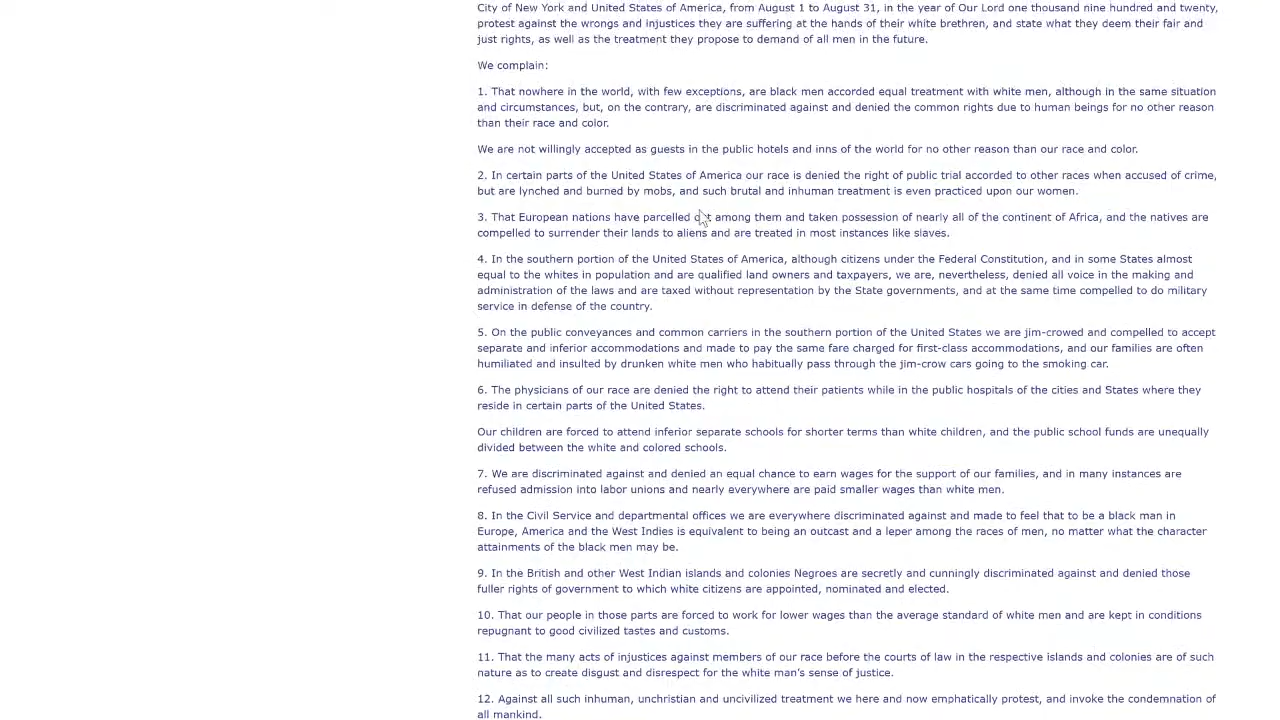 City of New York and United States of America, from August 1 to August 31, in the year of Our Lord one thousand nine hundred and twenty,
protest against the wrongs and injustices they are suffering at the hands of their white brethren, and state what they deem their fair and
just rights, as well as the treatment they propose to demand of all men in the future.
We complain:
1. That nowhere in the world, with few exceptions, are black men accorded equal treatment with white men, although in the same situation
and circumstances, but, on the contrary, are discriminated against and denied the common rights due to human beings for no other reason
than their race and color.
We are not willingly accepted as guests in the public hotels and inns of the world for no other reason than our race and color.
2. In certain parts of the United States of America our race is denied the right of public trial accorded to other races when accused of crime,
but are lynched and burned by mobs, and such brutal and inhuman treatment is even practiced upon our women.
3. That European nations have parcelled out among them and taken possession of nearly all of the continent of Africa, and the natives are
compelled to surrender their lands to aliens and are treated in most instances like slaves.
4. In the southern portion of the United States of America, although citizens under the Federal Constitution, and in some States almost
equal to the whites in population and are qualified land owners and taxpayers, we are, nevertheless, denied all voice in the making and
administration of the laws and are taxed without representation by the State governments, and at the same time compelled to do military
service in defense of the country.
5. On the public conveyances and common carriers in the southern portion of the United States we are jim-crowed and compelled to accept
separate and inferior accommodations and made to pay the same fare charged for first-class accommodations, and our families are often
humiliated and insulted by drunken white men who habitually pass through the jim-crow cars going to the smoking car.
6. The physicians of our race are denied the right to attend their patients while in the public hospitals of the cities and States where they
reside in certain parts of the United States.
Our children are forced to attend inferior separate schools for shorter terms than white children, and the public school funds are unequally
divided between the white and colored schools.
7. We are discriminated against and denied an equal chance to earn wages for the support of our families, and in many instances are
refused admission into labor unions and nearly everywhere are paid smaller wages than white men.
8. In the Civil Service and departmental offices we are everywhere discriminated against and made to feel that to be a black man in
Europe, America and the West Indies is equivalent to being an outcast and a leper among the races of men, no matter what the character
attainments of the black men may be.
9. In the British and other West Indian islands and colonies Negroes are secretly and cunningly discriminated against and denied those
fuller rights of government to which white citizens are appointed, nominated and elected.
10. That our people in those parts are forced to work for lower wages than the average standard of white men and are kept in conditions
repugnant to good civilized tastes and customs.
11. That the many acts of injustices against members of our race before the courts of law in the respective islands and colonies are of such
nature as to create disgust and disrespect for the white man's sense of justice.
12. Against all such inhuman, unchristian and uncivilized treatment we here and now emphatically protest, and invoke the condemnation of
all mankind.